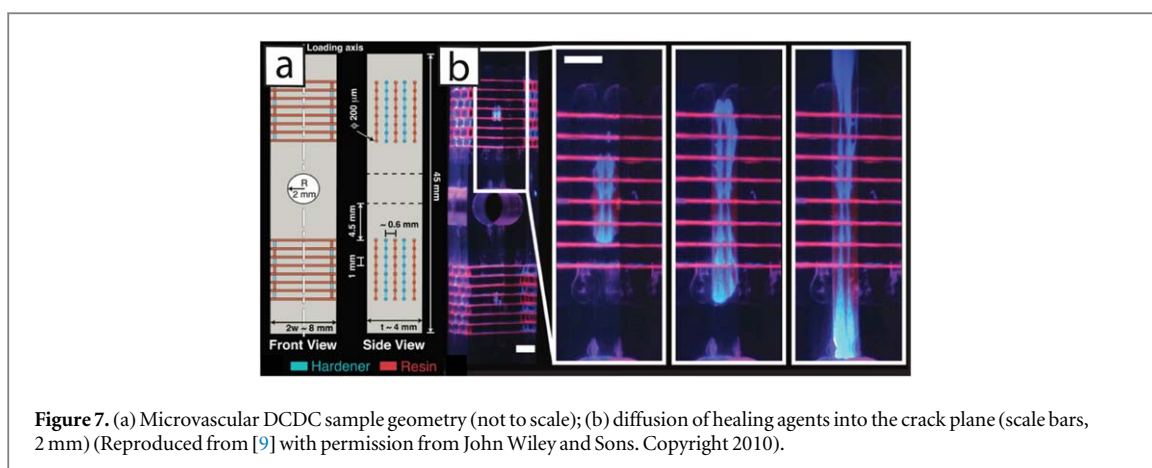 a
Loading axis
b
ϕ 200 μm
R
2 mm
45 mm
4.5 mm
~ 0.6 mm
1 mm
2w ~ 8 mm
t ~ 4 mm
Front View
Side View
Hardener
Resin
Figure 7. (a) Microvascular DCDC sample geometry (not to scale); (b) diffusion of healing agents into the crack plane (scale bars,
2 mm) (Reproduced from [9] with permission from John Wiley and Sons. Copyright 2010).